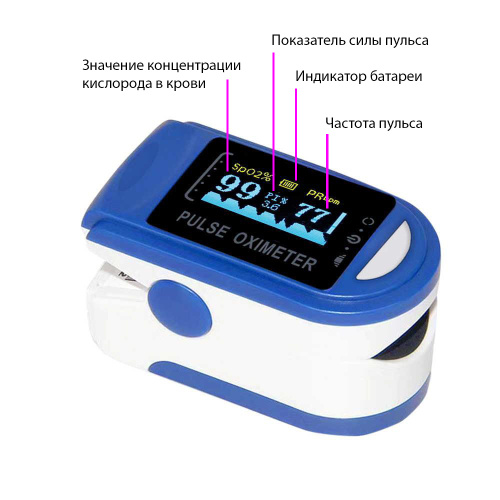 Показатель силы пульса
Значение концентрации
кислорода в крови
Индикатор батареи
Частота пульса
SpO2%
PRbpm
99
PI%
3.6
77
PULSE OXIMETER